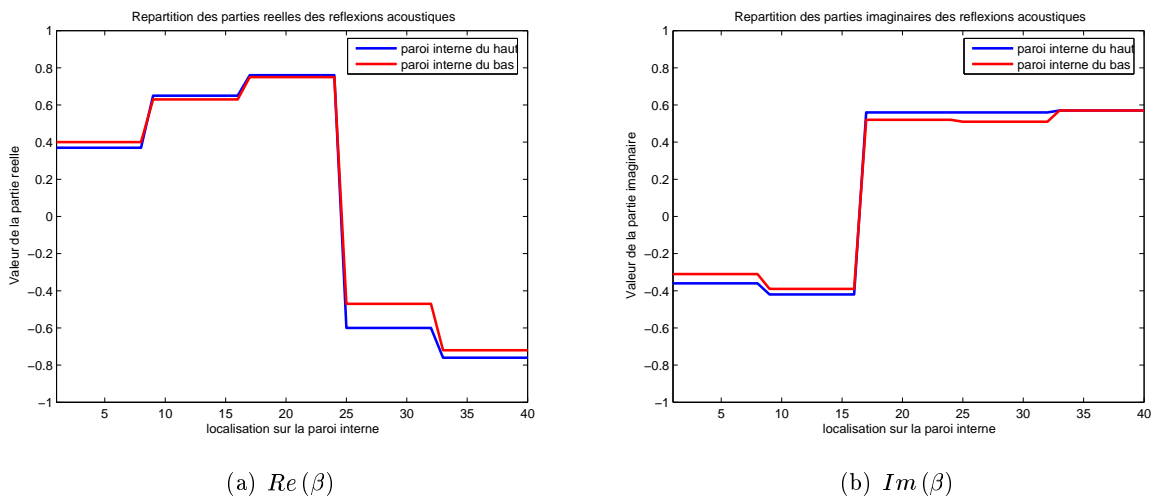 Repartition des parties reelles des reflexions acoustiques
1
0.8
0.6
0.4
0.2
0
−0.2
−0.4
−0.6
−0.8
−1
Valeur de la partie reelle
paroi interne du haut
paroi interne du bas
5 10 15 20 25 30 35 40
localisation sur la paroi interne
(a) Re (β)
Repartition des parties imaginaires des reflexions acoustiques
1
0.8
0.6
0.4
0.2
0
−0.2
−0.4
−0.6
−0.8
−1
Valeur de la partie imaginaire
paroi interne du haut
paroi interne du bas
5 10 15 20 25 30 35 40
localisation sur la paroi interne
(b) Im (β)